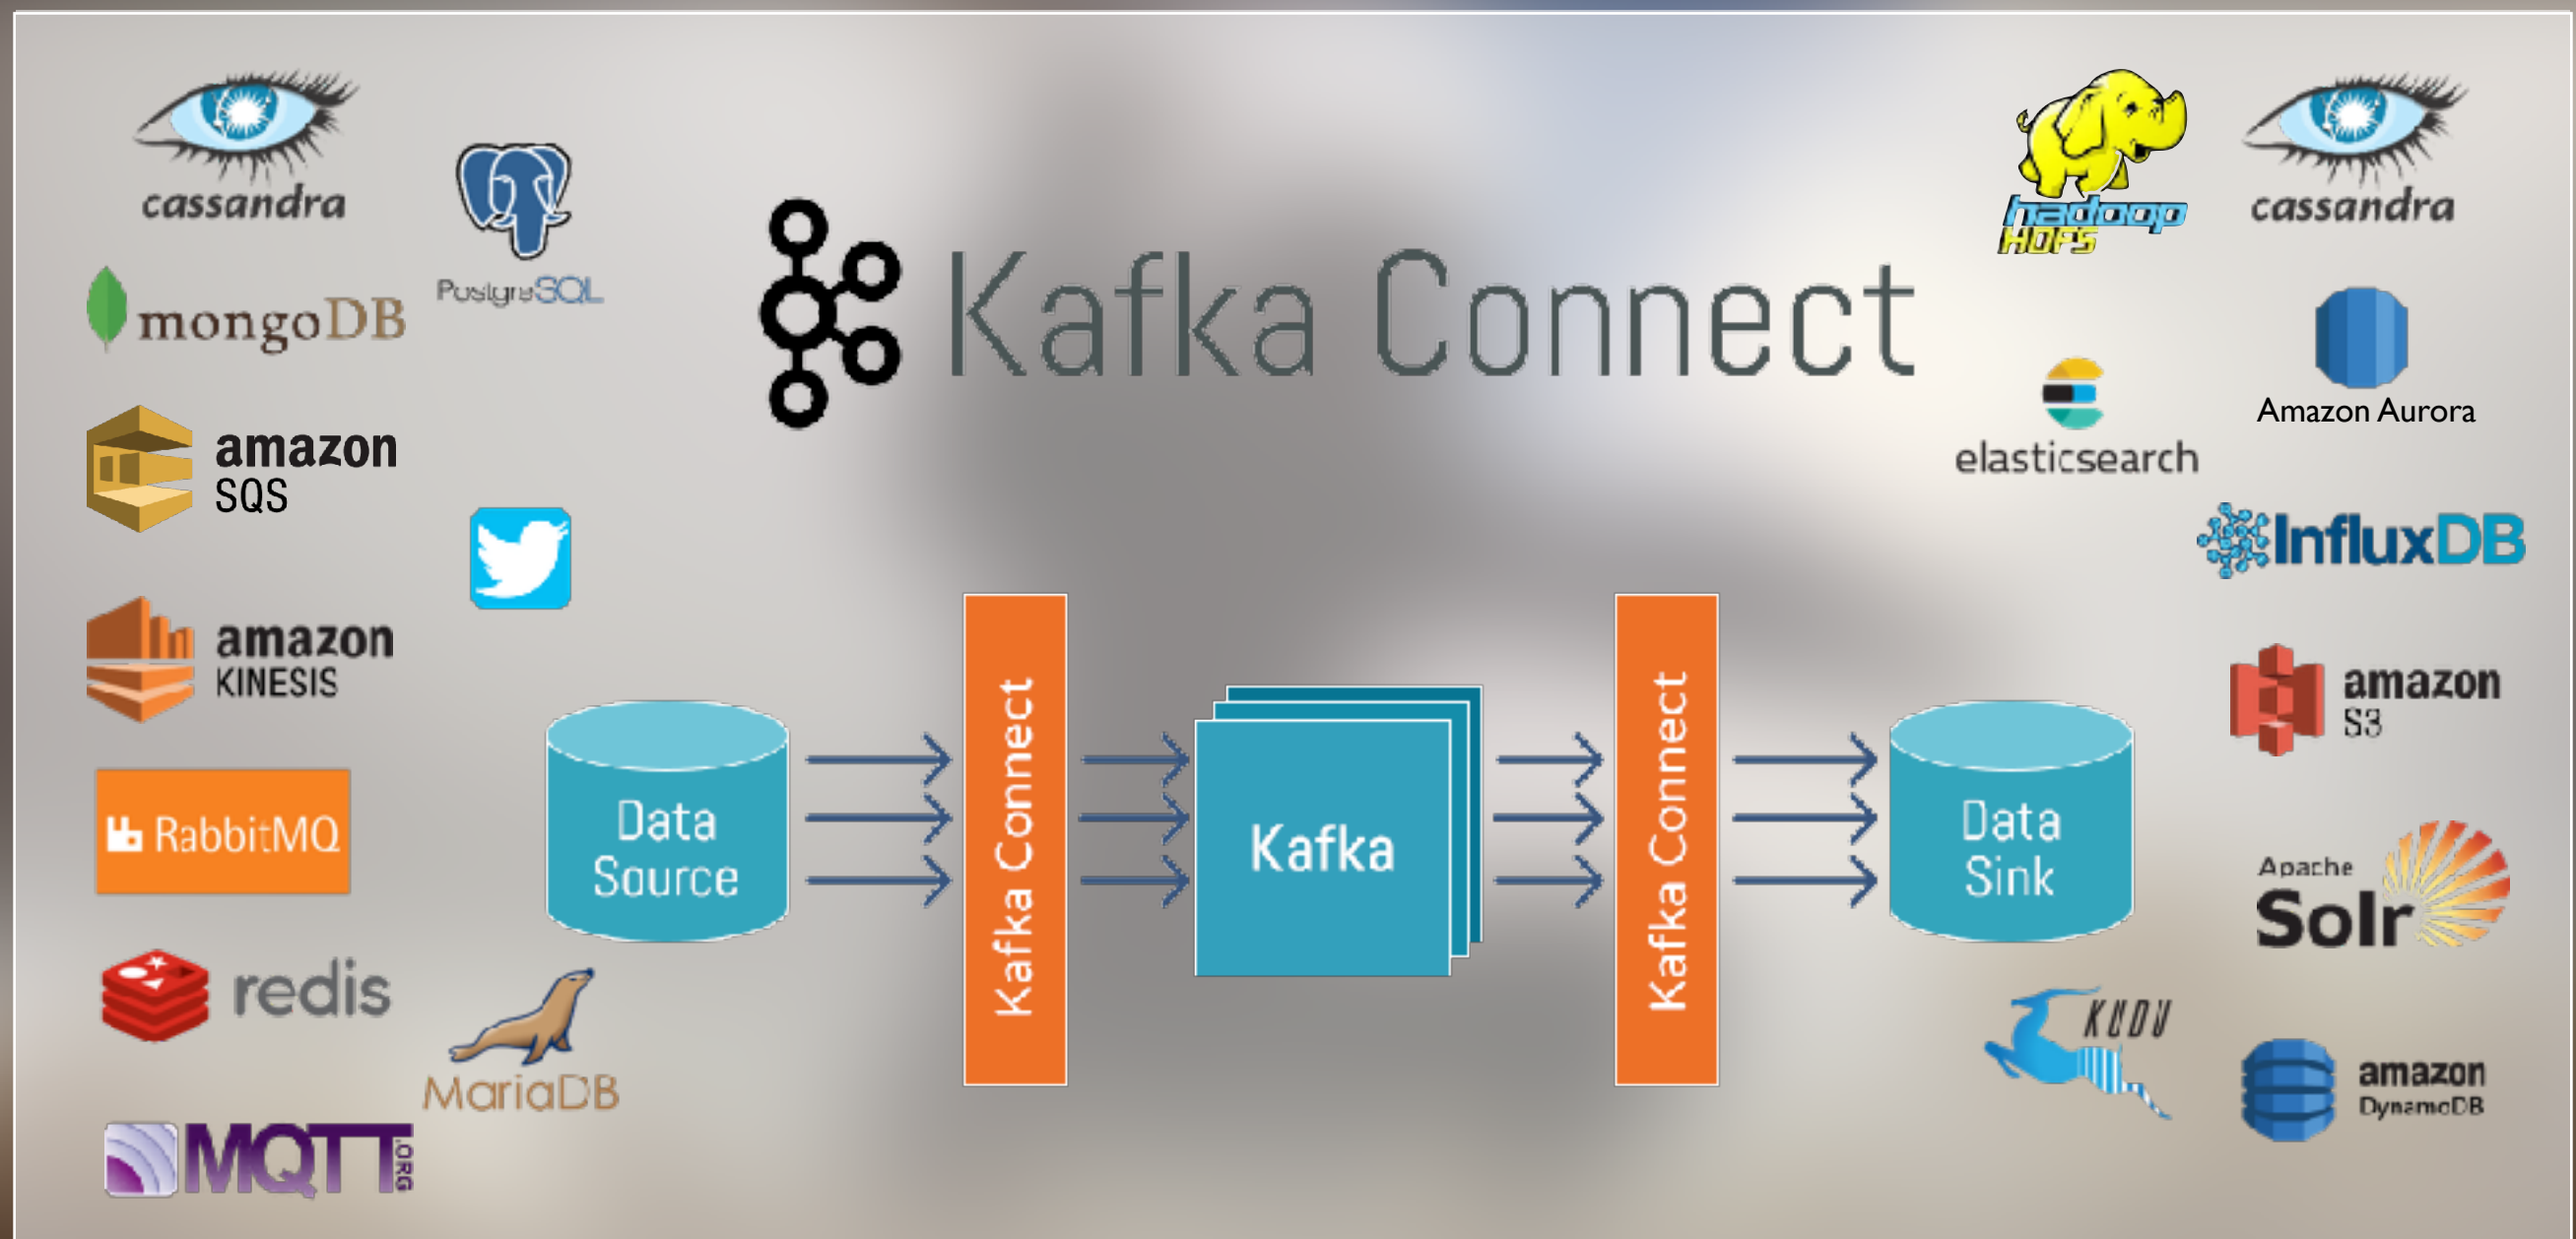 cassandra
PostgreSQL
mongoDB
amazon
SQS
amazon
KINESIS
RabbitMQ
redis
MariaDB
MQTT.ORG
Kafka Connect
Data
Source
Kafka Connect
Kafka
Kafka Connect
Data
Sink
hadoop
HDFS
cassandra
Amazon Aurora
elasticsearch
InfluxDB
amazon
S3
Apache
Solr
KUDU
amazon
DynamoDB